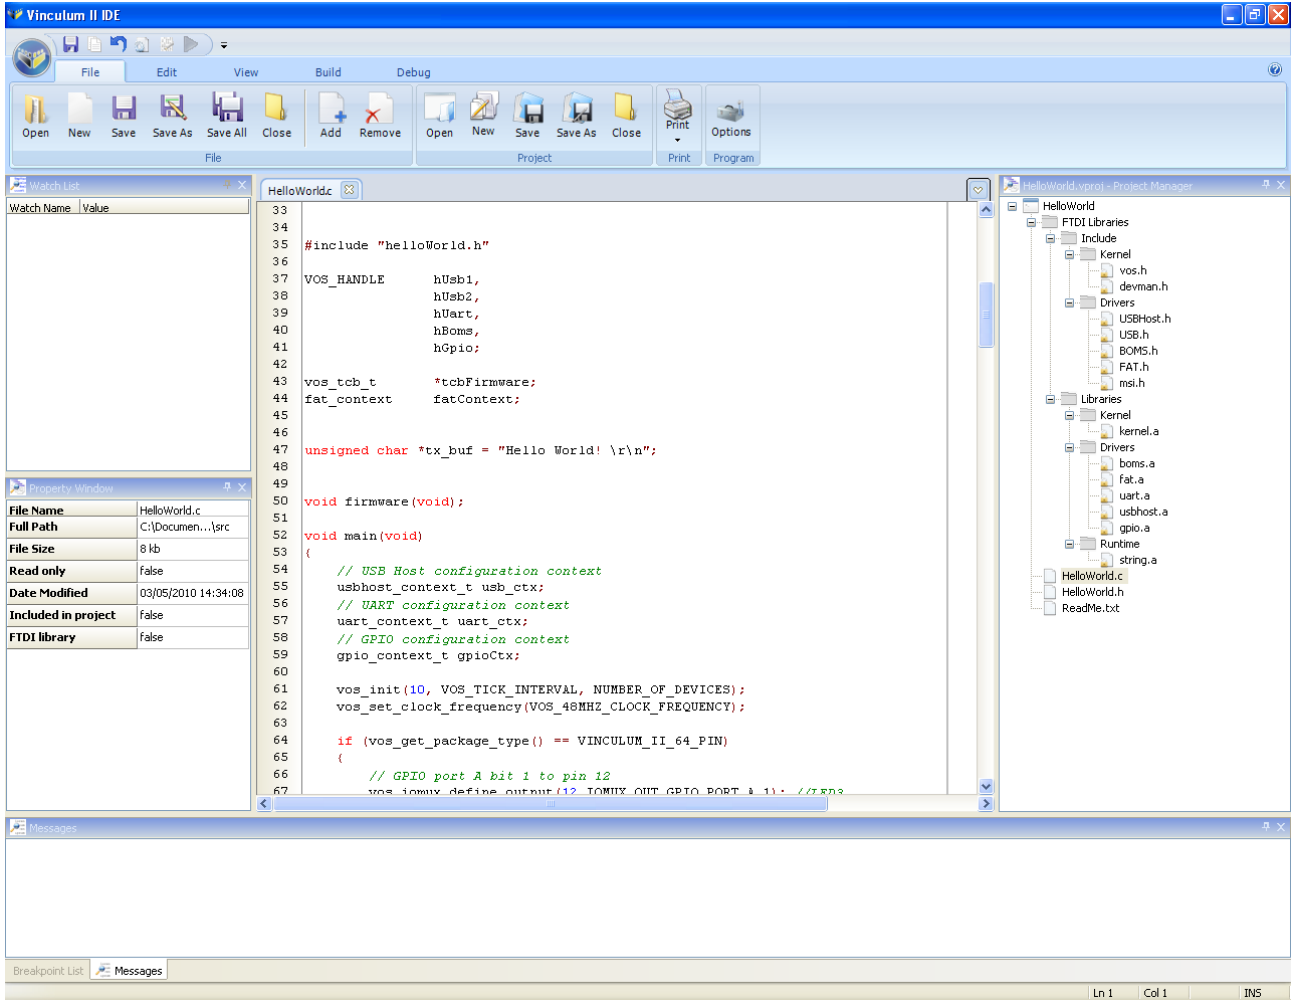 Vinculum II IDE
File Edit View Build Debug
Open New Save Save As Save All Close Add Remove Open New Save Save As Close Print Options
File Project Print Program
Watch List
Watch Name Value
Property Window
File Name HelloWorld.c
Full Path C:\Documen...\src
File Size 8 kb
Read only false
Date Modified 03/05/2010 14:34:08
Included in project false
FTDI library false
HelloWorld.c
33
34
35 #include "helloWorld.h"
36
37 VOS_HANDLE hUsb1,
38 hUsb2,
39 hUart,
40 hBoms,
41 hGpio;
42
43 vos_tcb_t *tcbFirmware;
44 fat_context fatContext;
45
46
47 unsigned char *tx_buf = "Hello World! \r\n";
48
49
50 void firmware(void);
51
52 void main(void)
53 {
54 // USB Host configuration context
55 usbhost_context_t usb_ctx;
56 // UART configuration context
57 uart_context_t uart_ctx;
58 // GPIO configuration context
59 gpio_context_t gpioCtx;
60
61 vos_init(10, VOS_TICK_INTERVAL, NUMBER_OF_DEVICES);
62 vos_set_clock_frequency(VOS_48MHZ_CLOCK_FREQUENCY);
63
64 if (vos_get_package_type() == VINCULUM_II_64_PIN)
65 {
66 // GPIO port A bit 1 to pin 12
67 vos_iomux_define_output(12,IOMUX_OUT_GPIO_PORT_A_1); //LED3
HelloWorld.vproj - Project Manager
HelloWorld
FTDI Libraries
Include
Kernel
vos.h
devman.h
Drivers
USBHost.h
USB.h
BOMS.h
FAT.h
msi.h
Libraries
Kernel
kernel.a
Drivers
boms.a
fat.a
uart.a
usbhost.a
gpio.a
Runtime
string.a
HelloWorld.c
HelloWorld.h
ReadMe.txt
Messages
Breakpoint List Messages
Ln 1 Col 1 INS